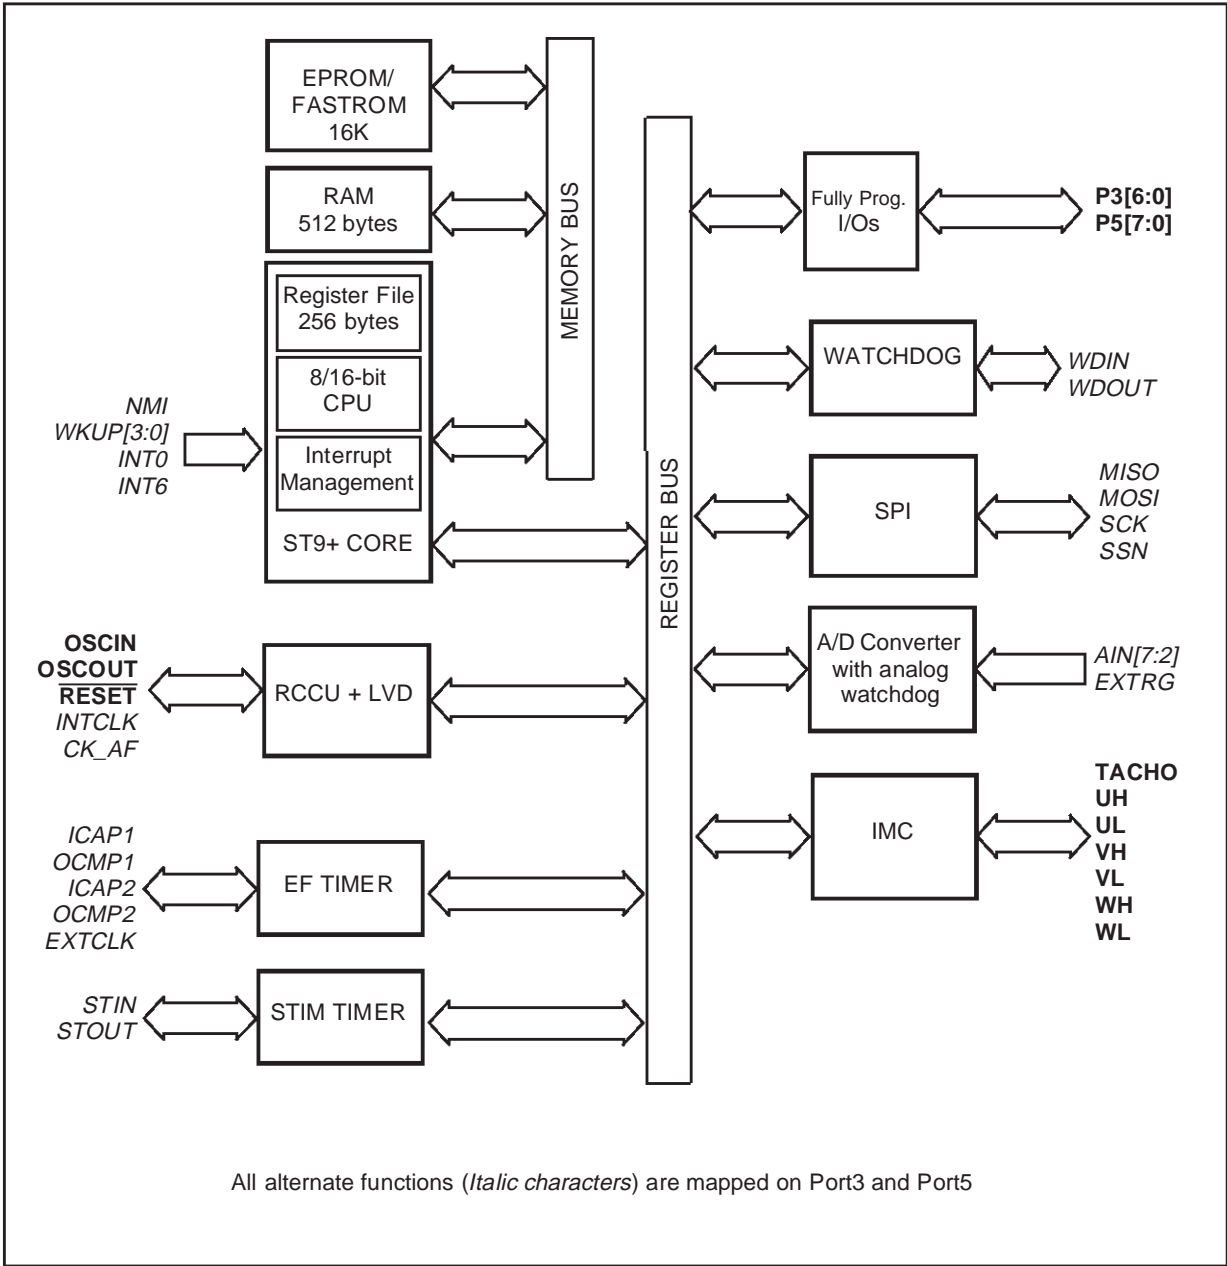 EPROM/
FASTROM
16K
RAM
512 bytes
Register File
256 bytes
8/16-bit
CPU
Interrupt
Management
ST9+ CORE
NMI
WKUP[3:0]
INT0
INT6
MEMORY BUS
OSCIN
OSCOUT
RESET
INTCLK
CK_AF
RCCU + LVD
ICAP1
OCMP1
ICAP2
OCMP2
EXTCLK
EF TIMER
STIN
STOUT
STIM TIMER
REGISTER BUS
Fully Prog.
I/Os
P3[6:0]
P5[7:0]
WATCHDOG
WDIN
WDOUT
SPI
MISO
MOSI
SCK
SSN
A/D Converter
with analog
watchdog
AIN[7:2]
EXTRG
IMC
TACHO
UH
UL
VH
VL
WH
WL
All alternate functions (Italic characters) are mapped on Port3 and Port5